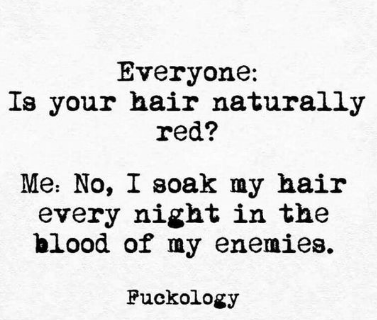 Everyone:
Is your hair naturally
red?
Me: No, I soak my hair
every night in the
blood of my enemies.
Fuckology